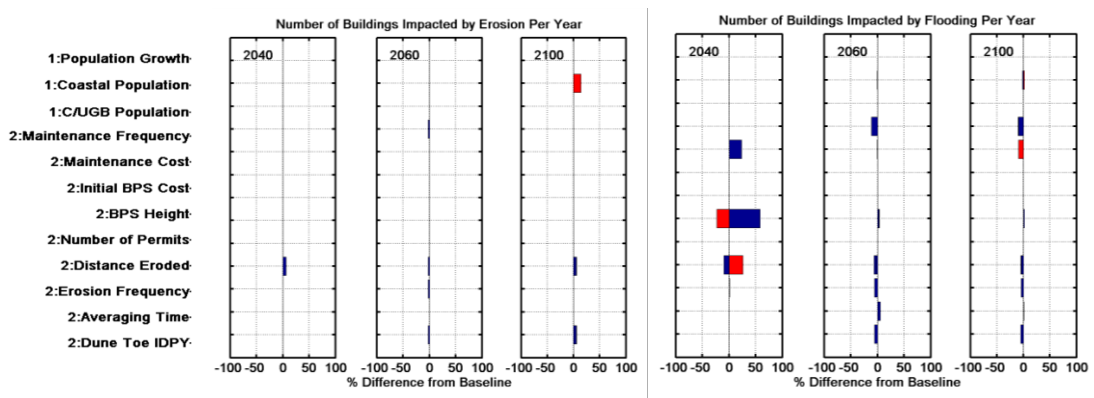 Number of Buildings Impacted by Erosion Per Year
Number of Buildings Impacted by Flooding Per Year
2040
2060
2100
2040
2060
2100
1:Population Growth
1:Coastal Population
1:C/UGB Population
2:Maintenance Frequency
2:Maintenance Cost
2:Initial BPS Cost
2:BPS Height
2:Number of Permits
2:Distance Eroded
2:Erosion Frequency
2:Averaging Time
2:Dune Toe IDPY
-100 -50 0 50 100
-100 -50 0 50 100
-100 -50 0 50 100
-100 -50 0 50 100
-100 -50 0 50 100
-100 -50 0 50 100
% Difference from Baseline
% Difference from Baseline